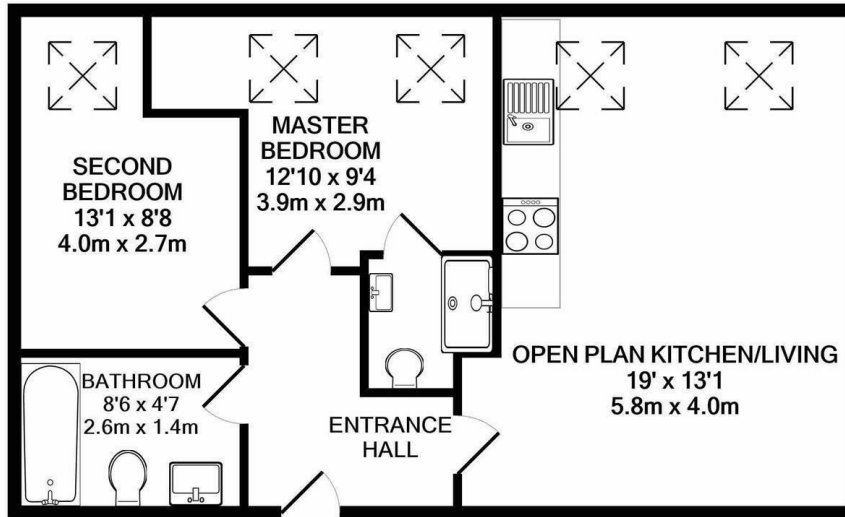 SECOND
BEDROOM
13'1 x 8'8
4.0m x 2.7m
MASTER
BEDROOM
12'10 x 9'4
3.9m x 2.9m
BATHROOM
8'6 x 4'7
2.6m x 1.4m
ENTRANCE
HALL
OPEN PLAN KITCHEN/LIVING
19' x 13'1
5.8m x 4.0m